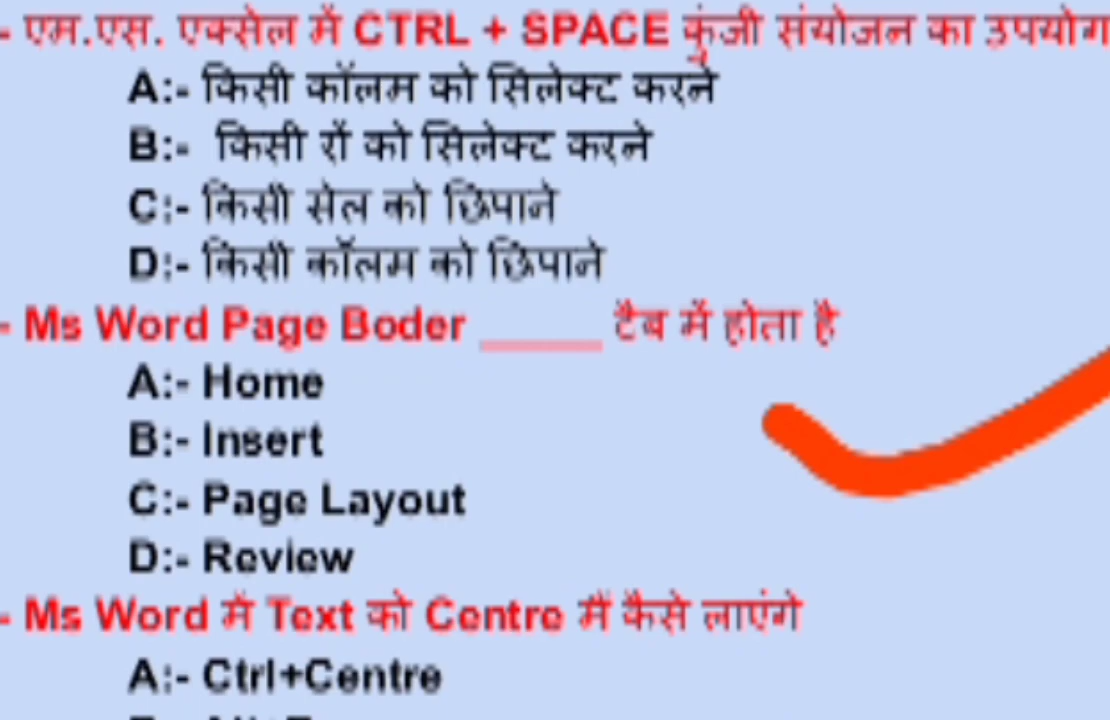 - एम.एस. एक्सेल में CTRL + SPACE कुंजी संयोजन का उपयोग
A:- किसी कॉलम को सिलेक्ट करने
B:- किसी रों को सिलेक्ट करने
C:- किसी सेल को छिपाने
D:- किसी कॉलम को छिपाने
- Ms Word Page Boder _____ टैब में होता है
A:- Home
B:- Insert
C:- Page Layout
D:- Review
- Ms Word में Text को Centre मैं कैसे लाएंगे
A:- Ctrl+Centre